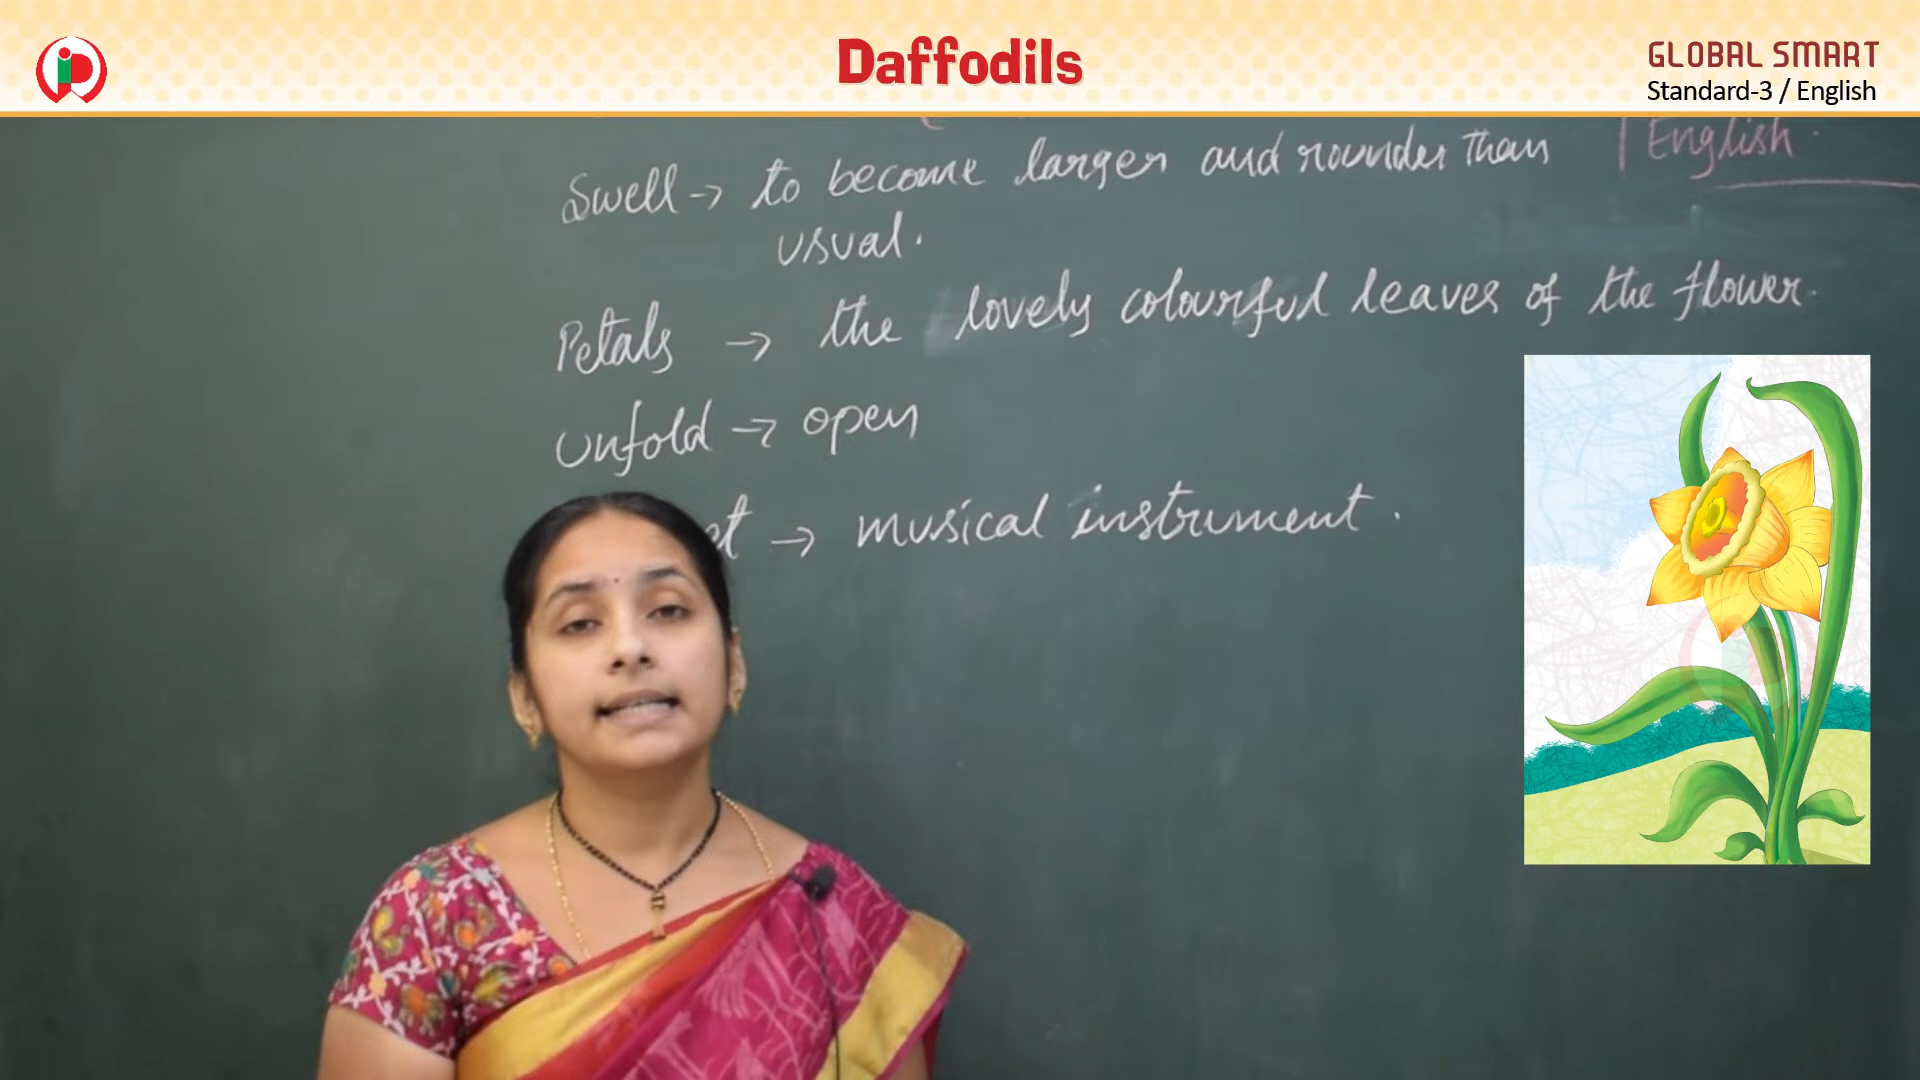 Daffodils
GLOBAL SMART
Standard-3 / English
English.
Swell → to become larger and rounder than
usual.
Petals → the lovely colourful leaves of the flower.
Unfold → open
et → musical instrument.